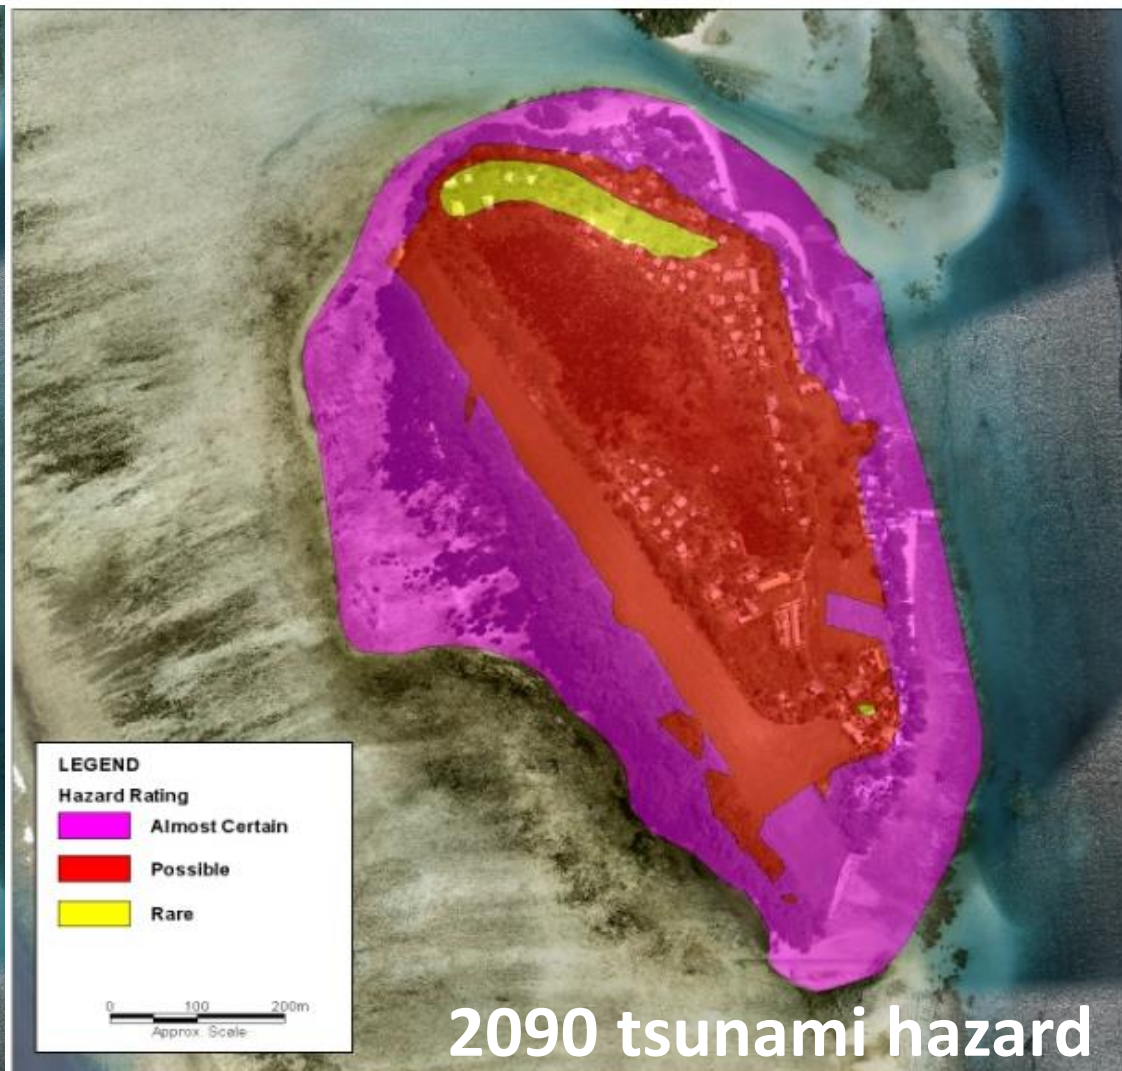 LEGEND
Hazard Rating
Almost Certain
Possible
Rare
0 100 200m
Approx. Scale
2090 tsunami hazard